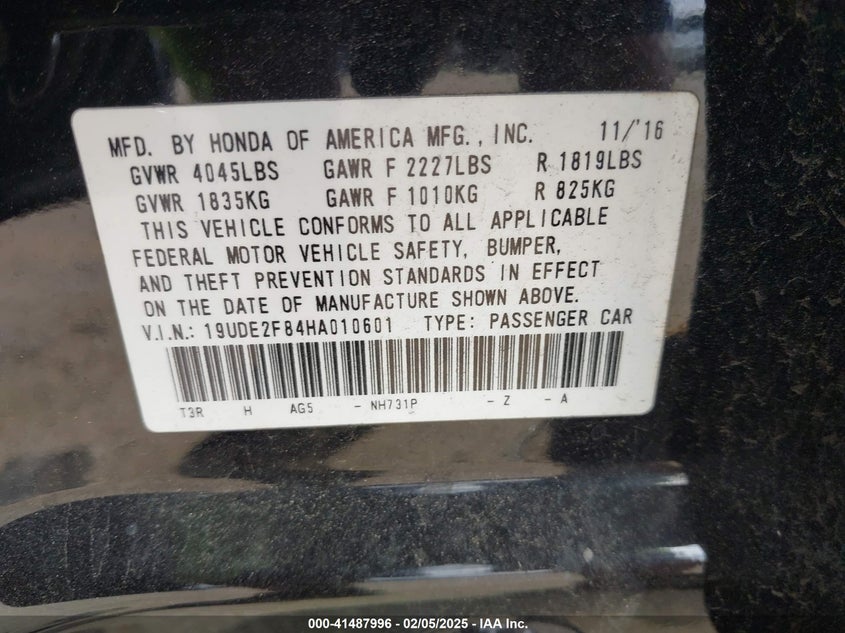 MFD. BY HONDA OF AMERICA MFG., INC. 11/'16
GVWR 4045LBS GAWR F 2227LBS R 1819LBS
GVWR 1835KG GAWR F 1010KG R 825KG
THIS VEHICLE CONFORMS TO ALL APPLICABLE
FEDERAL MOTOR VEHICLE SAFETY, BUMPER,
AND THEFT PREVENTION STANDARDS IN EFFECT
ON THE DATE OF MANUFACTURE SHOWN ABOVE.
V.I.N.: 19UDE2F84HA010601 TYPE: PASSENGER CAR
T3R H AG5 - NH731P - Z - A
000-41487996 - 02/05/2025 - IAA Inc.